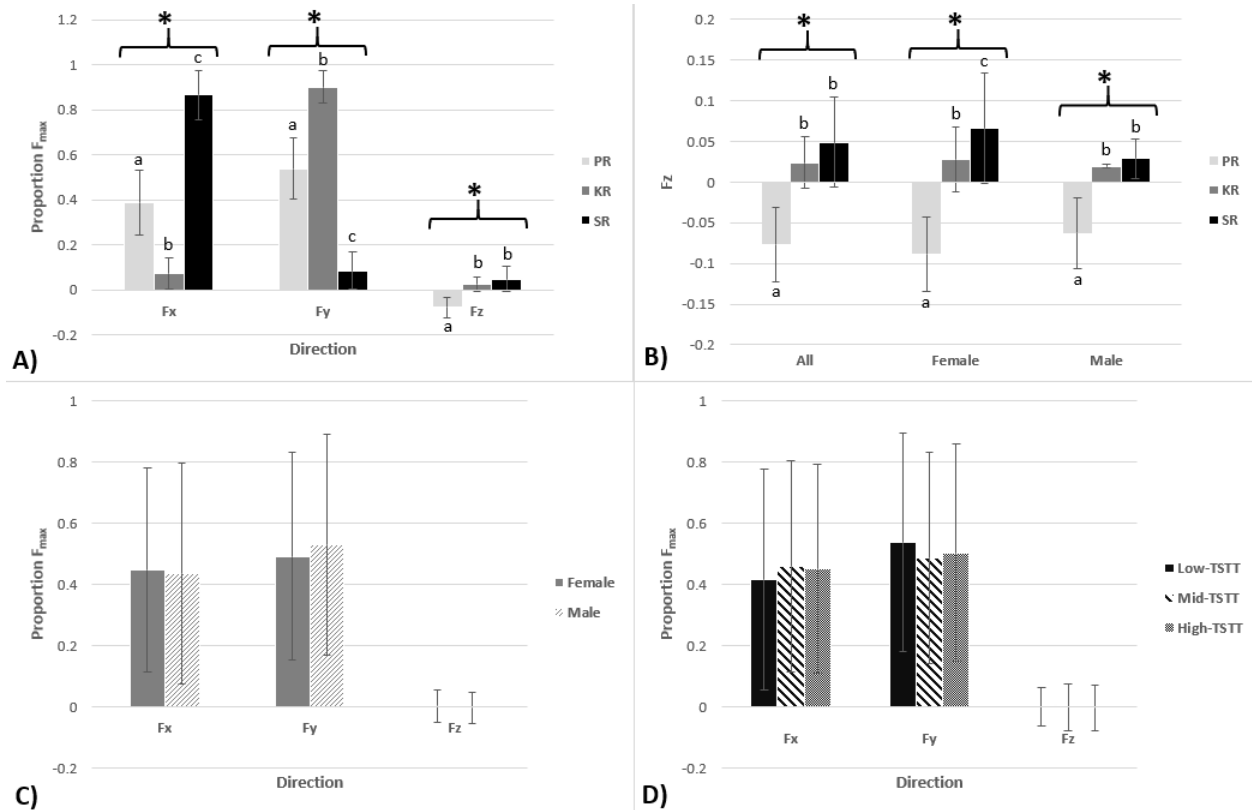 1.2
1
0.8
0.6
0.4
0.2
0
-0.2
Proportion Fmax
*
*
*
a
b
c
a
b
c
a
b
b
Fx
Fy
Fz
Direction
PR
KR
SR
A)
0.2
0.15
0.1
0.05
0
-0.05
-0.1
-0.15
-0.2
Fz
*
*
*
a
b
b
a
b
c
a
b
b
All
Female
Male
PR
KR
SR
B)
1
0.8
0.6
0.4
0.2
0
-0.2
Proportion Fmax
Fx
Fy
Fz
Direction
Female
Male
C)
1
0.8
0.6
0.4
0.2
0
-0.2
Proportion Fmax
Fx
Fy
Fz
Direction
Low-TSTT
Mid-TSTT
High-TSTT
D)